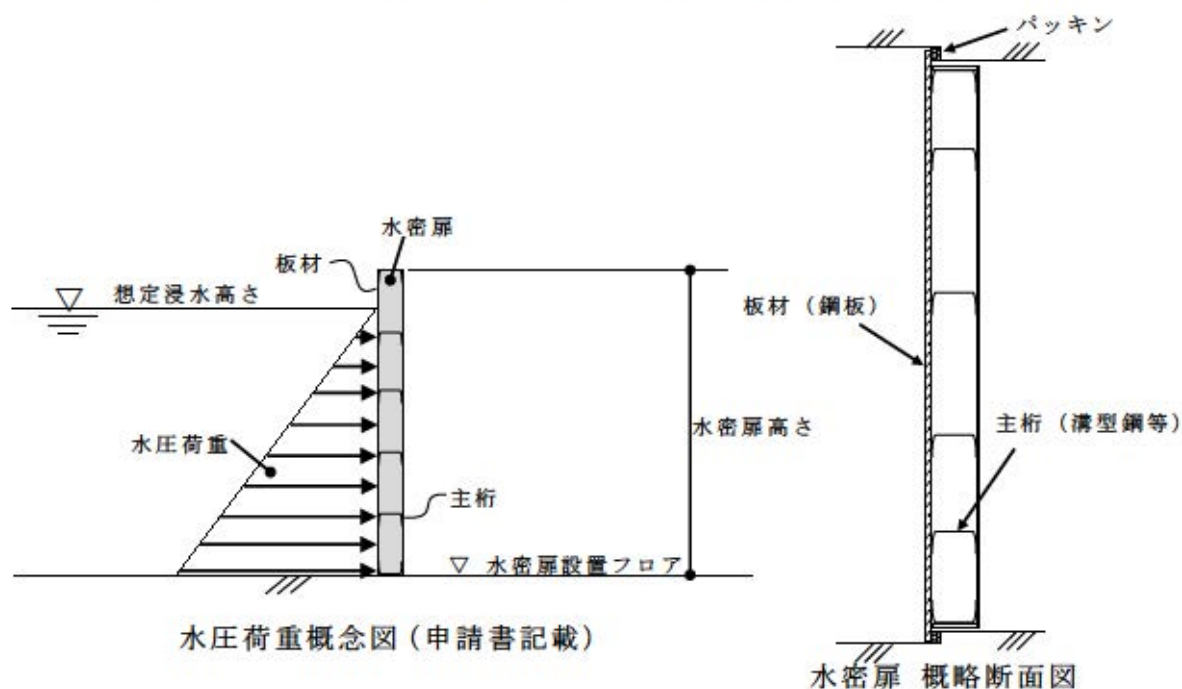 水密扉
板材
想定浸水高さ
水圧荷重
水密扉高さ
主桁
水密扉設置フロア
水圧荷重概念図（申請書記載）
パッキン
板材（鋼板）
主桁（溝型鋼等）
水密扉 概略断面図